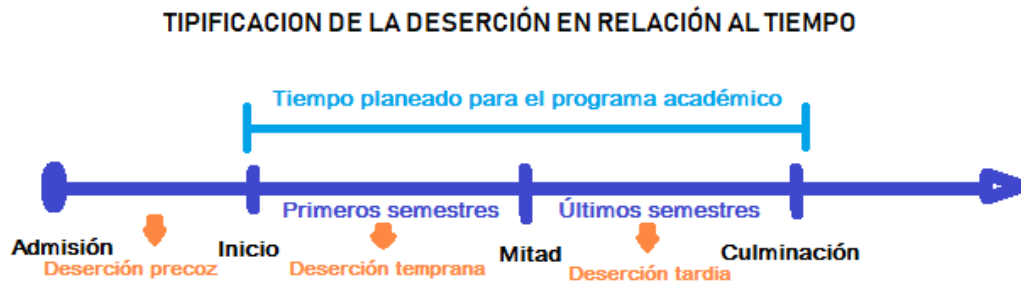 TIPIFICACION DE LA DESERCIÓN EN RELACIÓN AL TIEMPO
Tiempo planeado para el programa académico
Primeros semestres
Últimos semestres
Admisión
Inicio
Mitad
Culminación
Deserción precoz
Deserción temprana
Deserción tardia